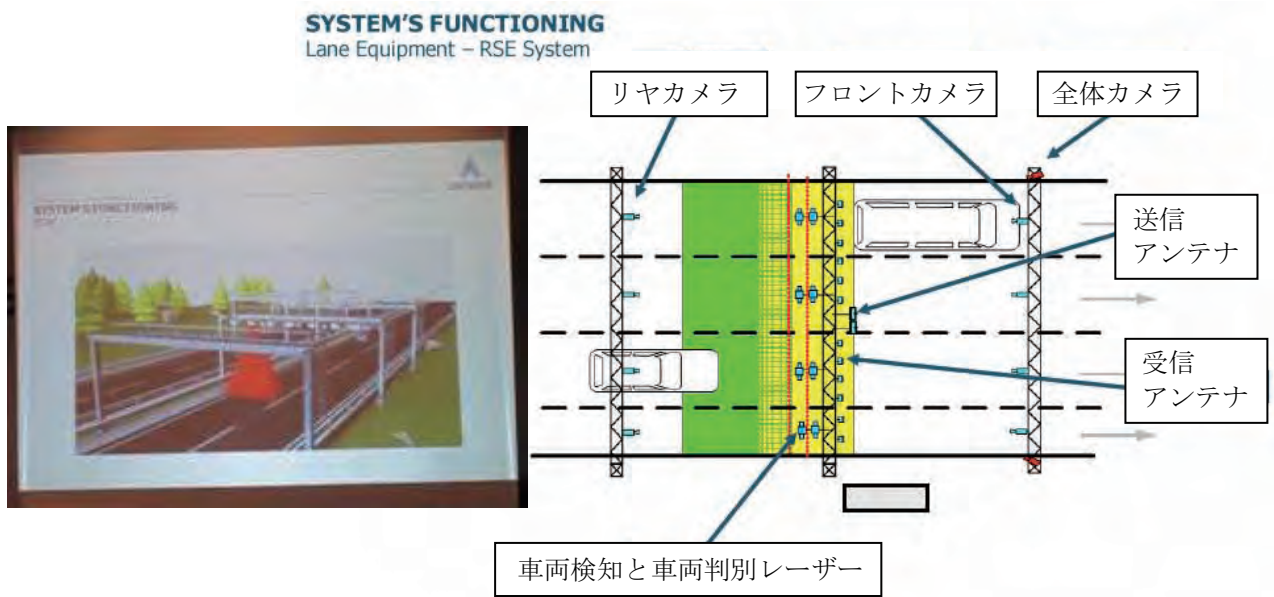 SYSTEM'S FUNCTIONING
Lane Equipment – RSE System
リヤカメラ
フロントカメラ
全体カメラ
SYSTEM'S FUNCTIONING
送信
アンテナ
受信
アンテナ
車両検知と車両判別レーザー